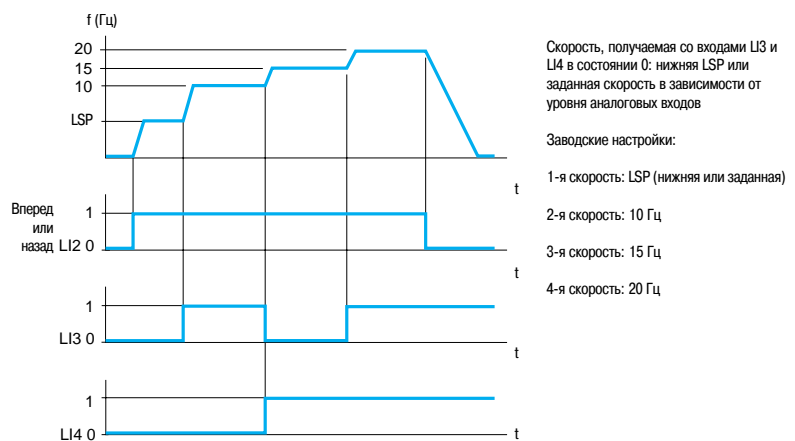 f (Гц)
20
15
10
LSP
t
Вперед
или
назад
1
LI2 0
t
1
LI3 0
t
1
LI4 0
t
Скорость, получаемая со входами LI3 и
LI4 в состоянии 0: нижняя LSP или
заданная скорость в зависимости от
уровня аналоговых входов
Заводские настройки:
1-я скорость: LSP (нижняя или заданная)
2-я скорость: 10 Гц
3-я скорость: 15 Гц
4-я скорость: 20 Гц